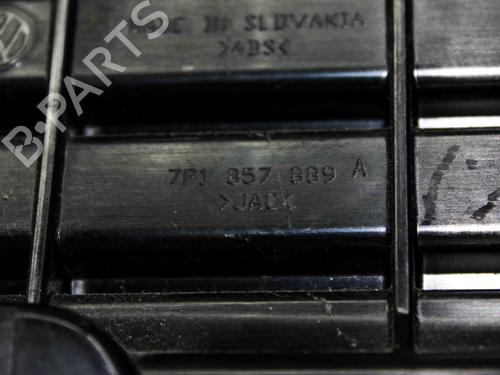 MADE IN SLOVAKIA
>ABS<
7P1 857 889 A
>JACK
B-PARTS